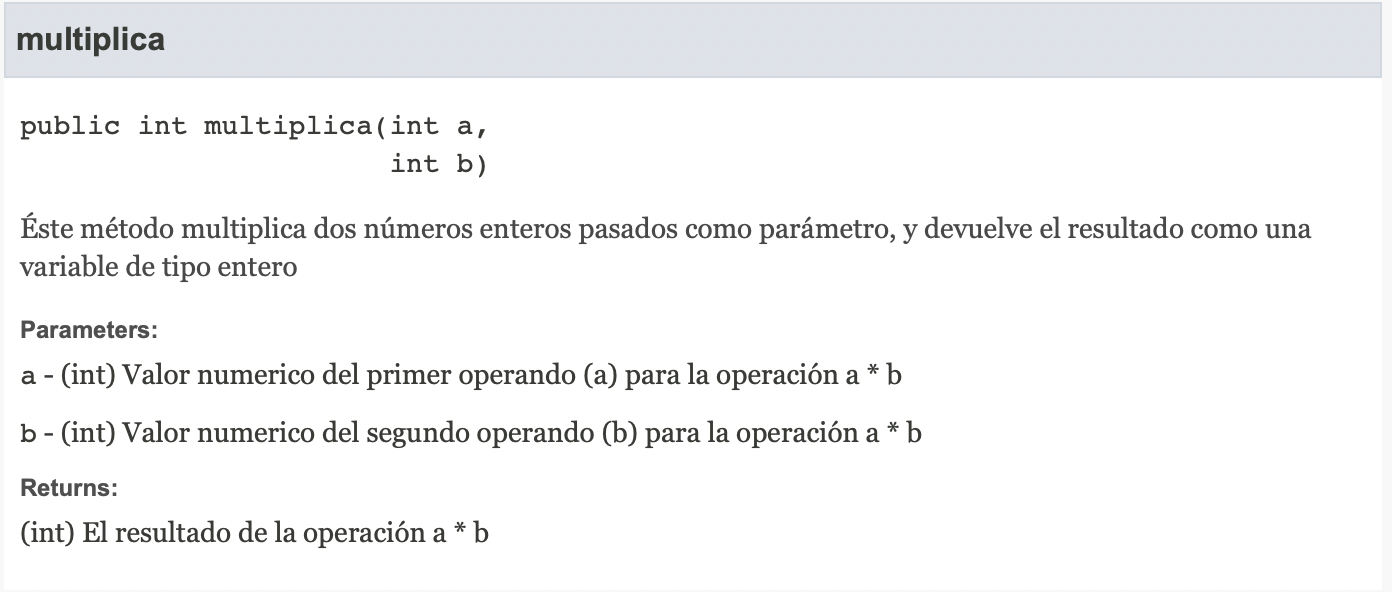 multiplica
public int multiplica(int a,
int b)
Éste método multiplica dos números enteros pasados como parámetro, y devuelve el resultado como una
variable de tipo entero
Parameters:
a - (int) Valor numerico del primer operando (a) para la operación a * b
b - (int) Valor numerico del segundo operando (b) para la operación a * b
Returns:
(int) El resultado de la operación a * b